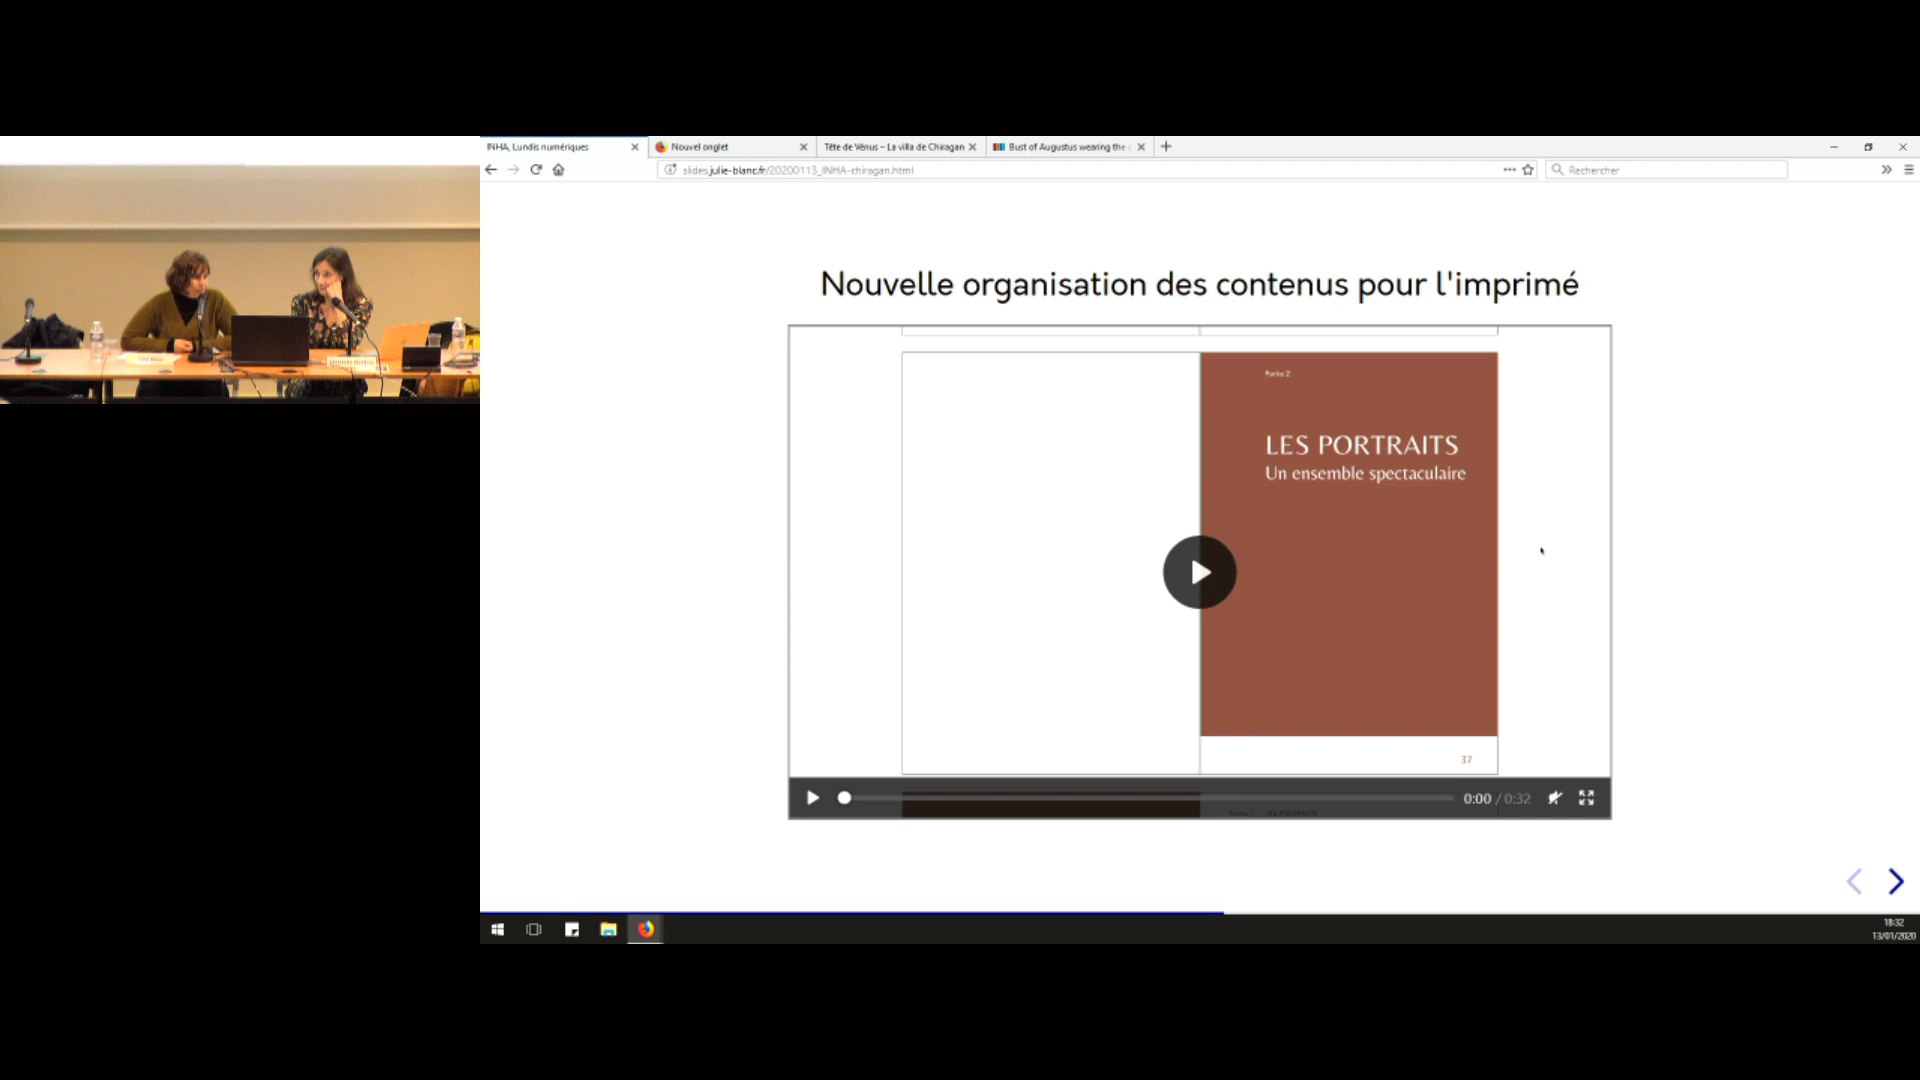 INHA, Lundis numériques
Nouvel onglet
Tête de Vénus – La villa de Chiragan
Bust of Augustus wearing the
slides.julie-blanc.fr/20200113_INHA-chiragan.html
Rechercher
Nouvelle organisation des contenus pour l'imprimé
Partie 2
LES PORTRAITS
Un ensemble spectaculaire
37
0:00 / 0:32
18:32
13/01/2020